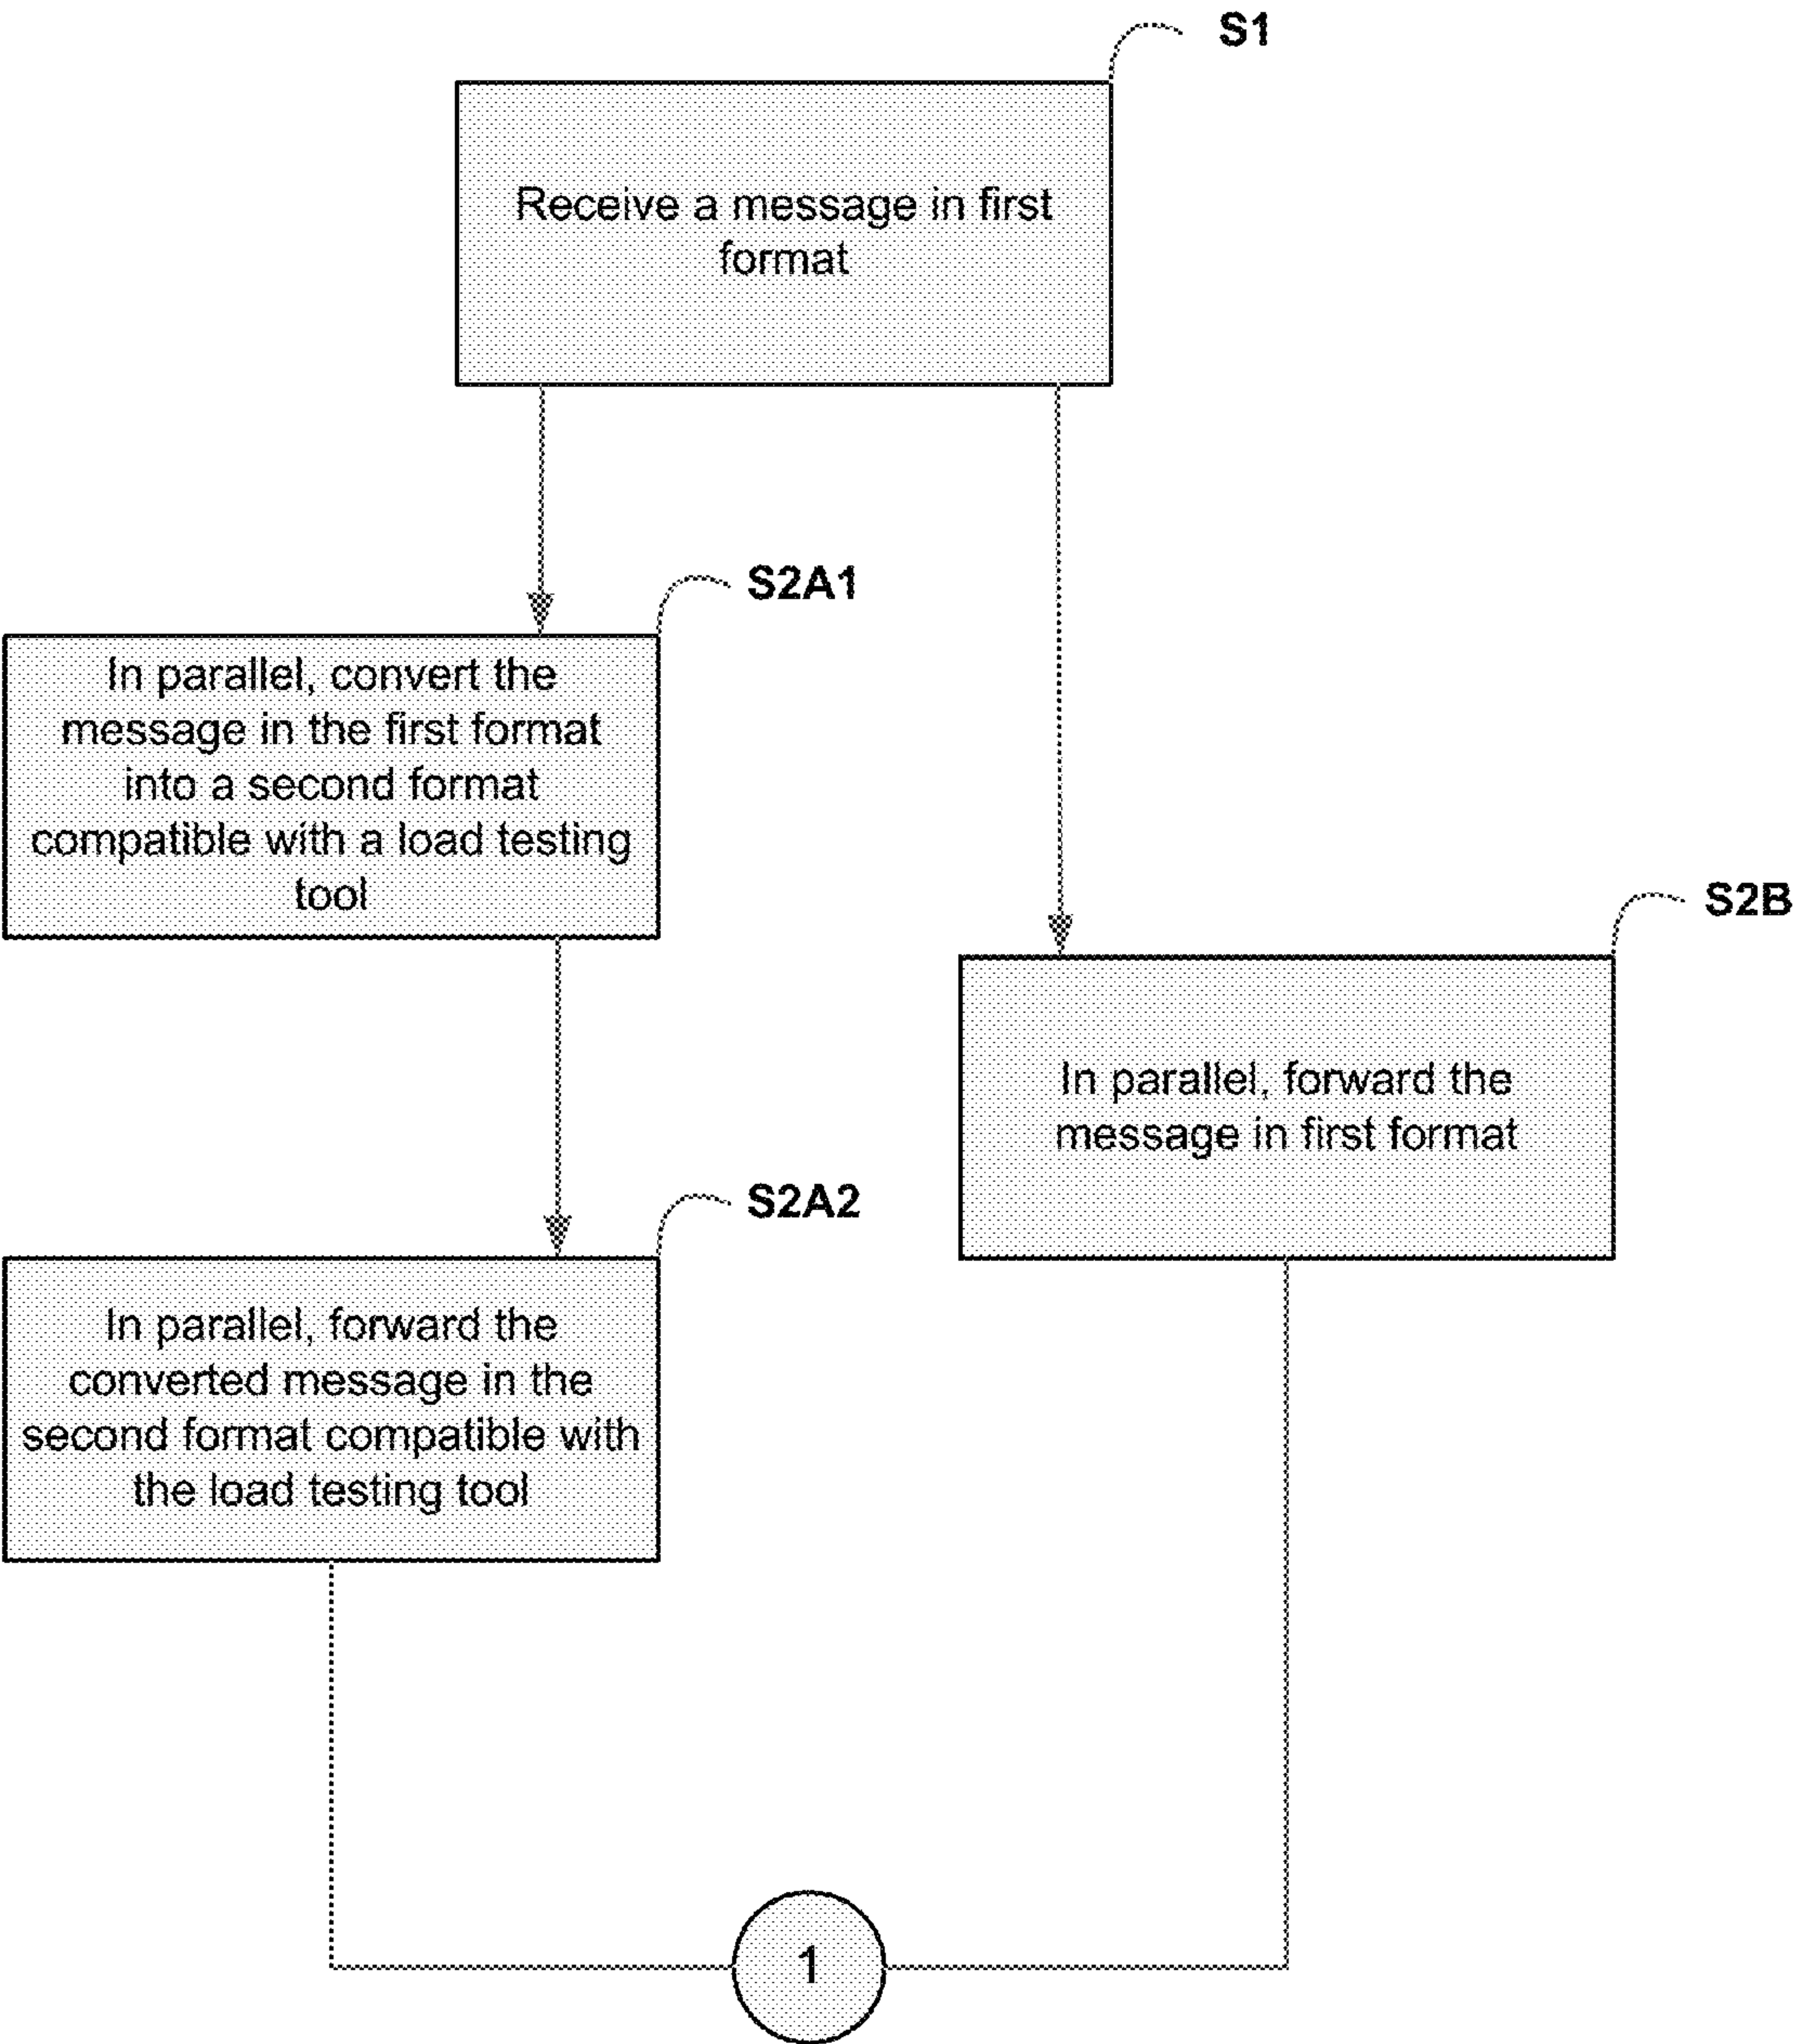 S1
Receive a message in first
format
S2A1
In parallel, convert the
message in the first format
into a second format
compatible with a load testing
tool
S2B
In parallel, forward the
message in first format
S2A2
In parallel, forward the
converted message in the
second format compatible with
the load testing tool
1